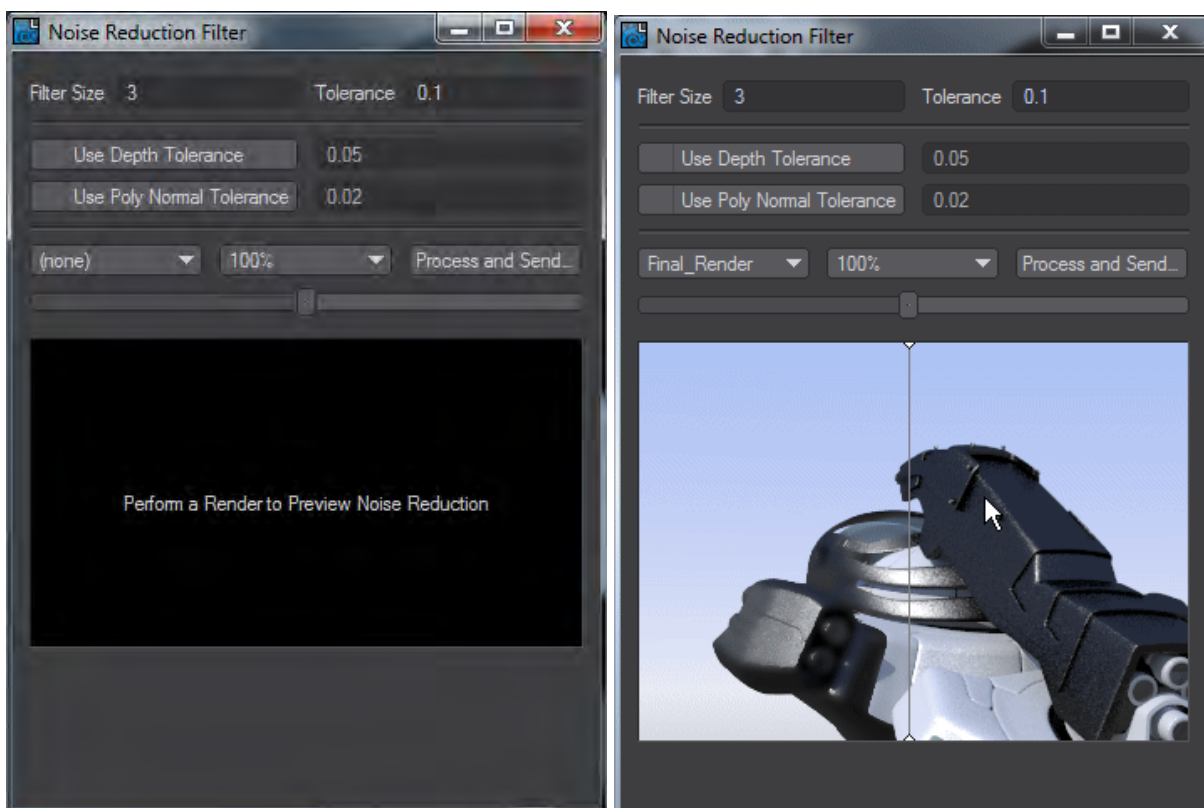 Noise Reduction Filter
Filter Size 3 Tolerance 0.1
Use Depth Tolerance 0.05
Use Poly Normal Tolerance 0.02
(none) 100% Process and Send...
Perform a Render to Preview Noise Reduction
Noise Reduction Filter
Filter Size 3 Tolerance 0.1
Use Depth Tolerance 0.05
Use Poly Normal Tolerance 0.02
Final_Render 100% Process and Send...